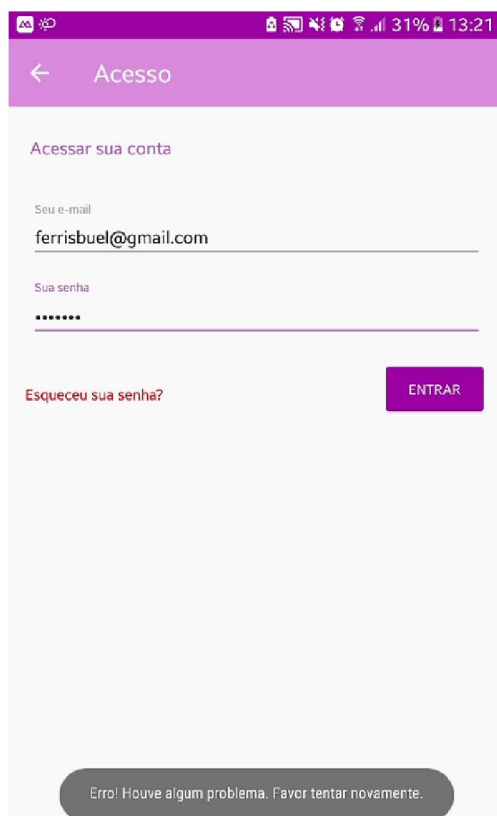 31% 13:21
Acesso
Acessar sua conta
Seu e-mail
ferrisbuel@gmail.com
Sua senha
•••••••
Esqueceu sua senha?
ENTRAR
Erro! Houve algum problema. Favor tentar novamente.